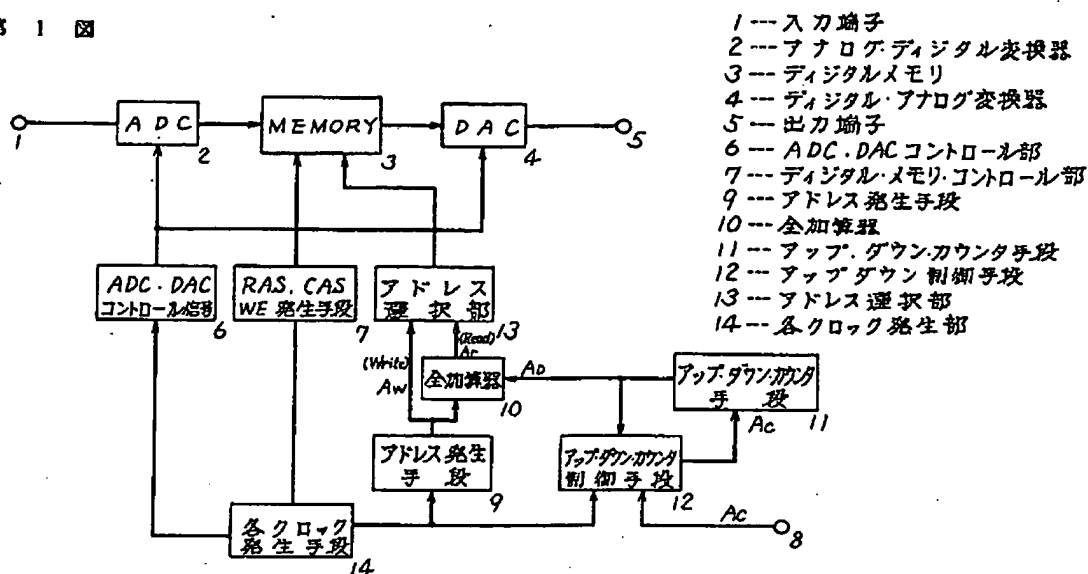 第 1 図
1 --- 入力端子
2 --- アナログ・ディジタル変換器
3 --- ディジタルメモリ
4 --- ディジタル・アナログ変換器
5 --- 出力端子
6 --- ADC・DACコントロール部
7 --- ディジタル・メモリ・コントロール部
9 --- アドレス発生手段
10 --- 全加算器
11 --- アップ・ダウン・カウンタ手段
12 --- アップダウン制御手段
13 --- アドレス選択部
14 --- 各クロック発生部
1
ADC
2
MEMORY
3
DAC
4
5
ADC・DAC
コントロール信号
6
RAS、CAS
WE発生手段
7
アドレス
選択部
13
(Write)
Aw
(Read)
Ar
全加算器
10
AD
アップ・ダウン・カウンタ
手段
11
Ac
アドレス発生
手段
9
アップ・ダウン・カウンタ
制御手段
12
Ac
8
各クロック
発生手段
14